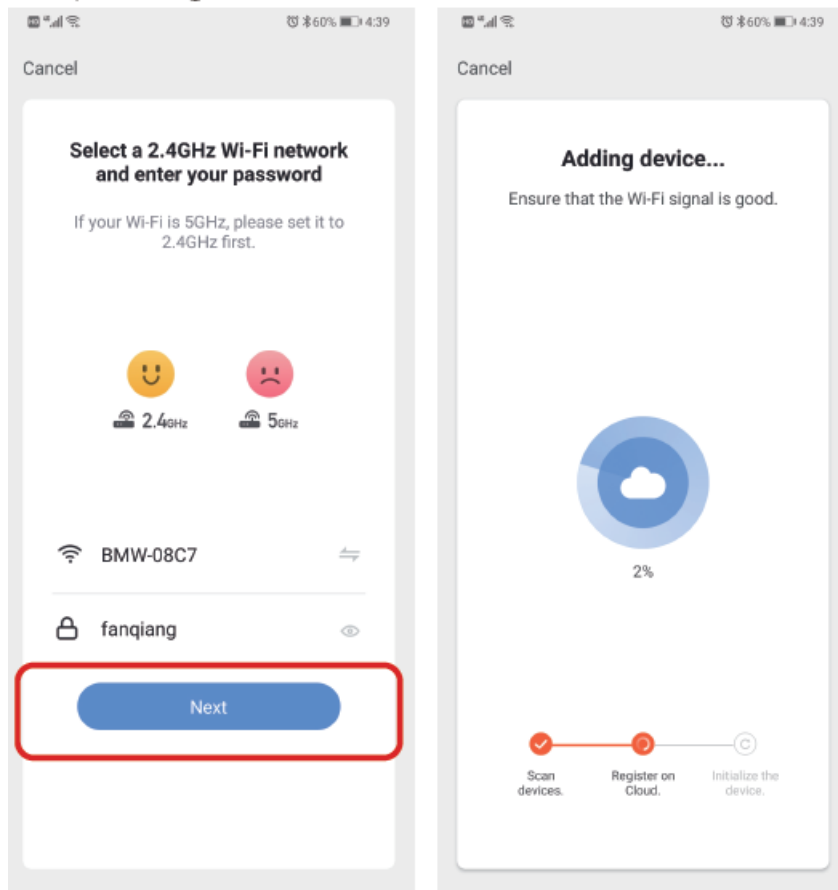 60% 4:39
Cancel
Select a 2.4GHz Wi-Fi network
and enter your password
If your Wi-Fi is 5GHz, please set it to
2.4GHz first.
2.4GHz 5GHz
BMW-08C7
fanqiang
Next
60% 4:39
Cancel
Adding device...
Ensure that the Wi-Fi signal is good.
2%
Scan
devices.
Register on
Cloud.
Initialize the
device.